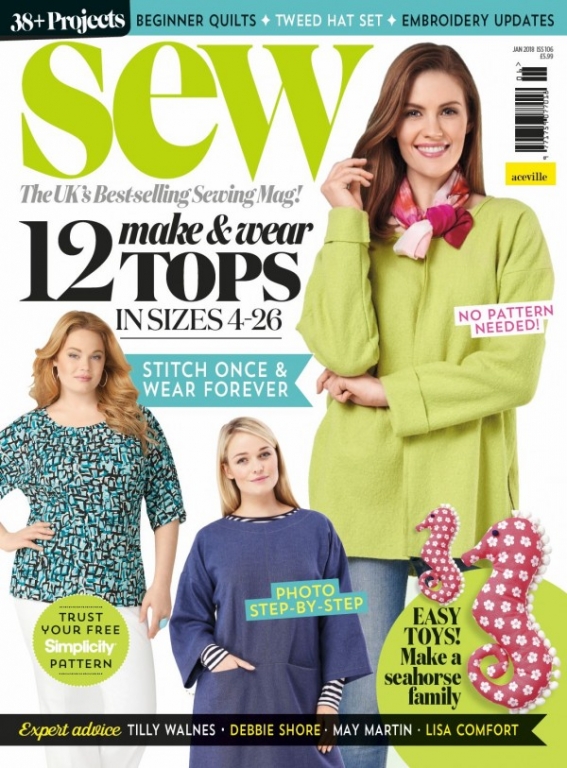 38+ Projects BEGINNER QUILTS + TWEED HAT SET + EMBROIDERY UPDATES
sew
JAN 2018 ISS 106
£5.99
The UK's Best-selling Sewing Mag!
aceville
12 make & wear
TOPS
IN SIZES 4-26
NO PATTERN
NEEDED!
STITCH ONCE &
WEAR FOREVER
PHOTO
STEP-BY-STEP
TRUST
YOUR FREE
Simplicity
PATTERN
EASY
TOYS!
Make a
seahorse
family
Expert advice TILLY WALNES · DEBBIE SHORE · MAY MARTIN · LISA COMFORT